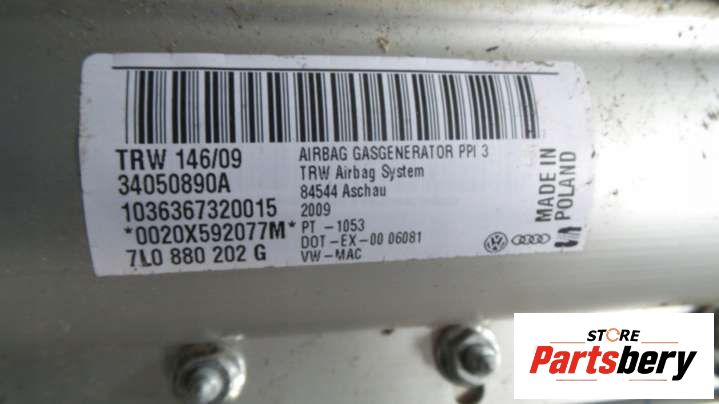 TRW 146/09
34050890A
1036367320015
*0020X592077M*
7L0 880 202 G
AIRBAG GASGENERATOR PPI 3
TRW Airbag System
84544 Aschau
2009
PT -1053
DOT-EX-00 06081
VW-MAC
MADE IN
POLAND
STORE
Partsbery